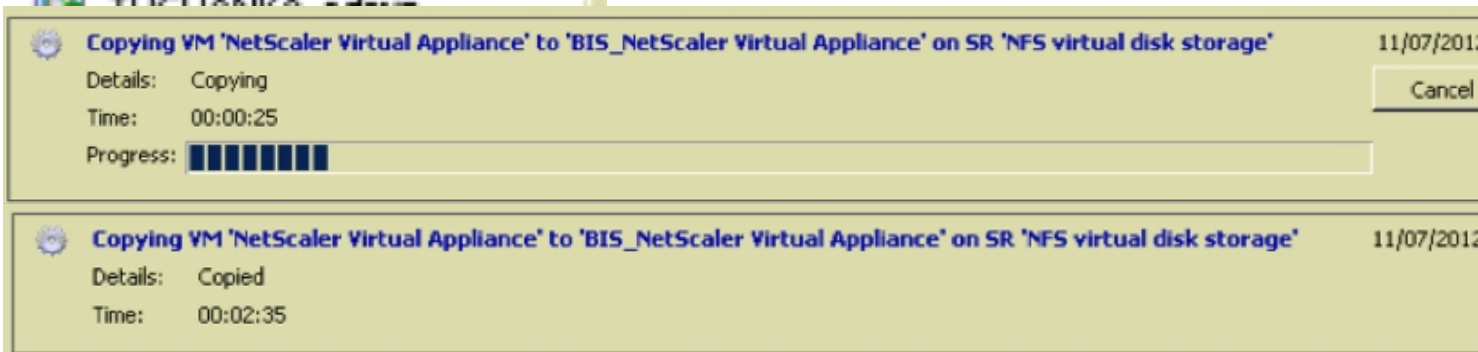 Copying VM 'NetScaler Virtual Appliance' to 'BIS_NetScaler Virtual Appliance' on SR 'NFS virtual disk storage' 11/07/2012
Details: Copying
Cancel
Time: 00:00:25
Progress:
Copying VM 'NetScaler Virtual Appliance' to 'BIS_NetScaler Virtual Appliance' on SR 'NFS virtual disk storage' 11/07/2012
Details: Copied
Time: 00:02:35